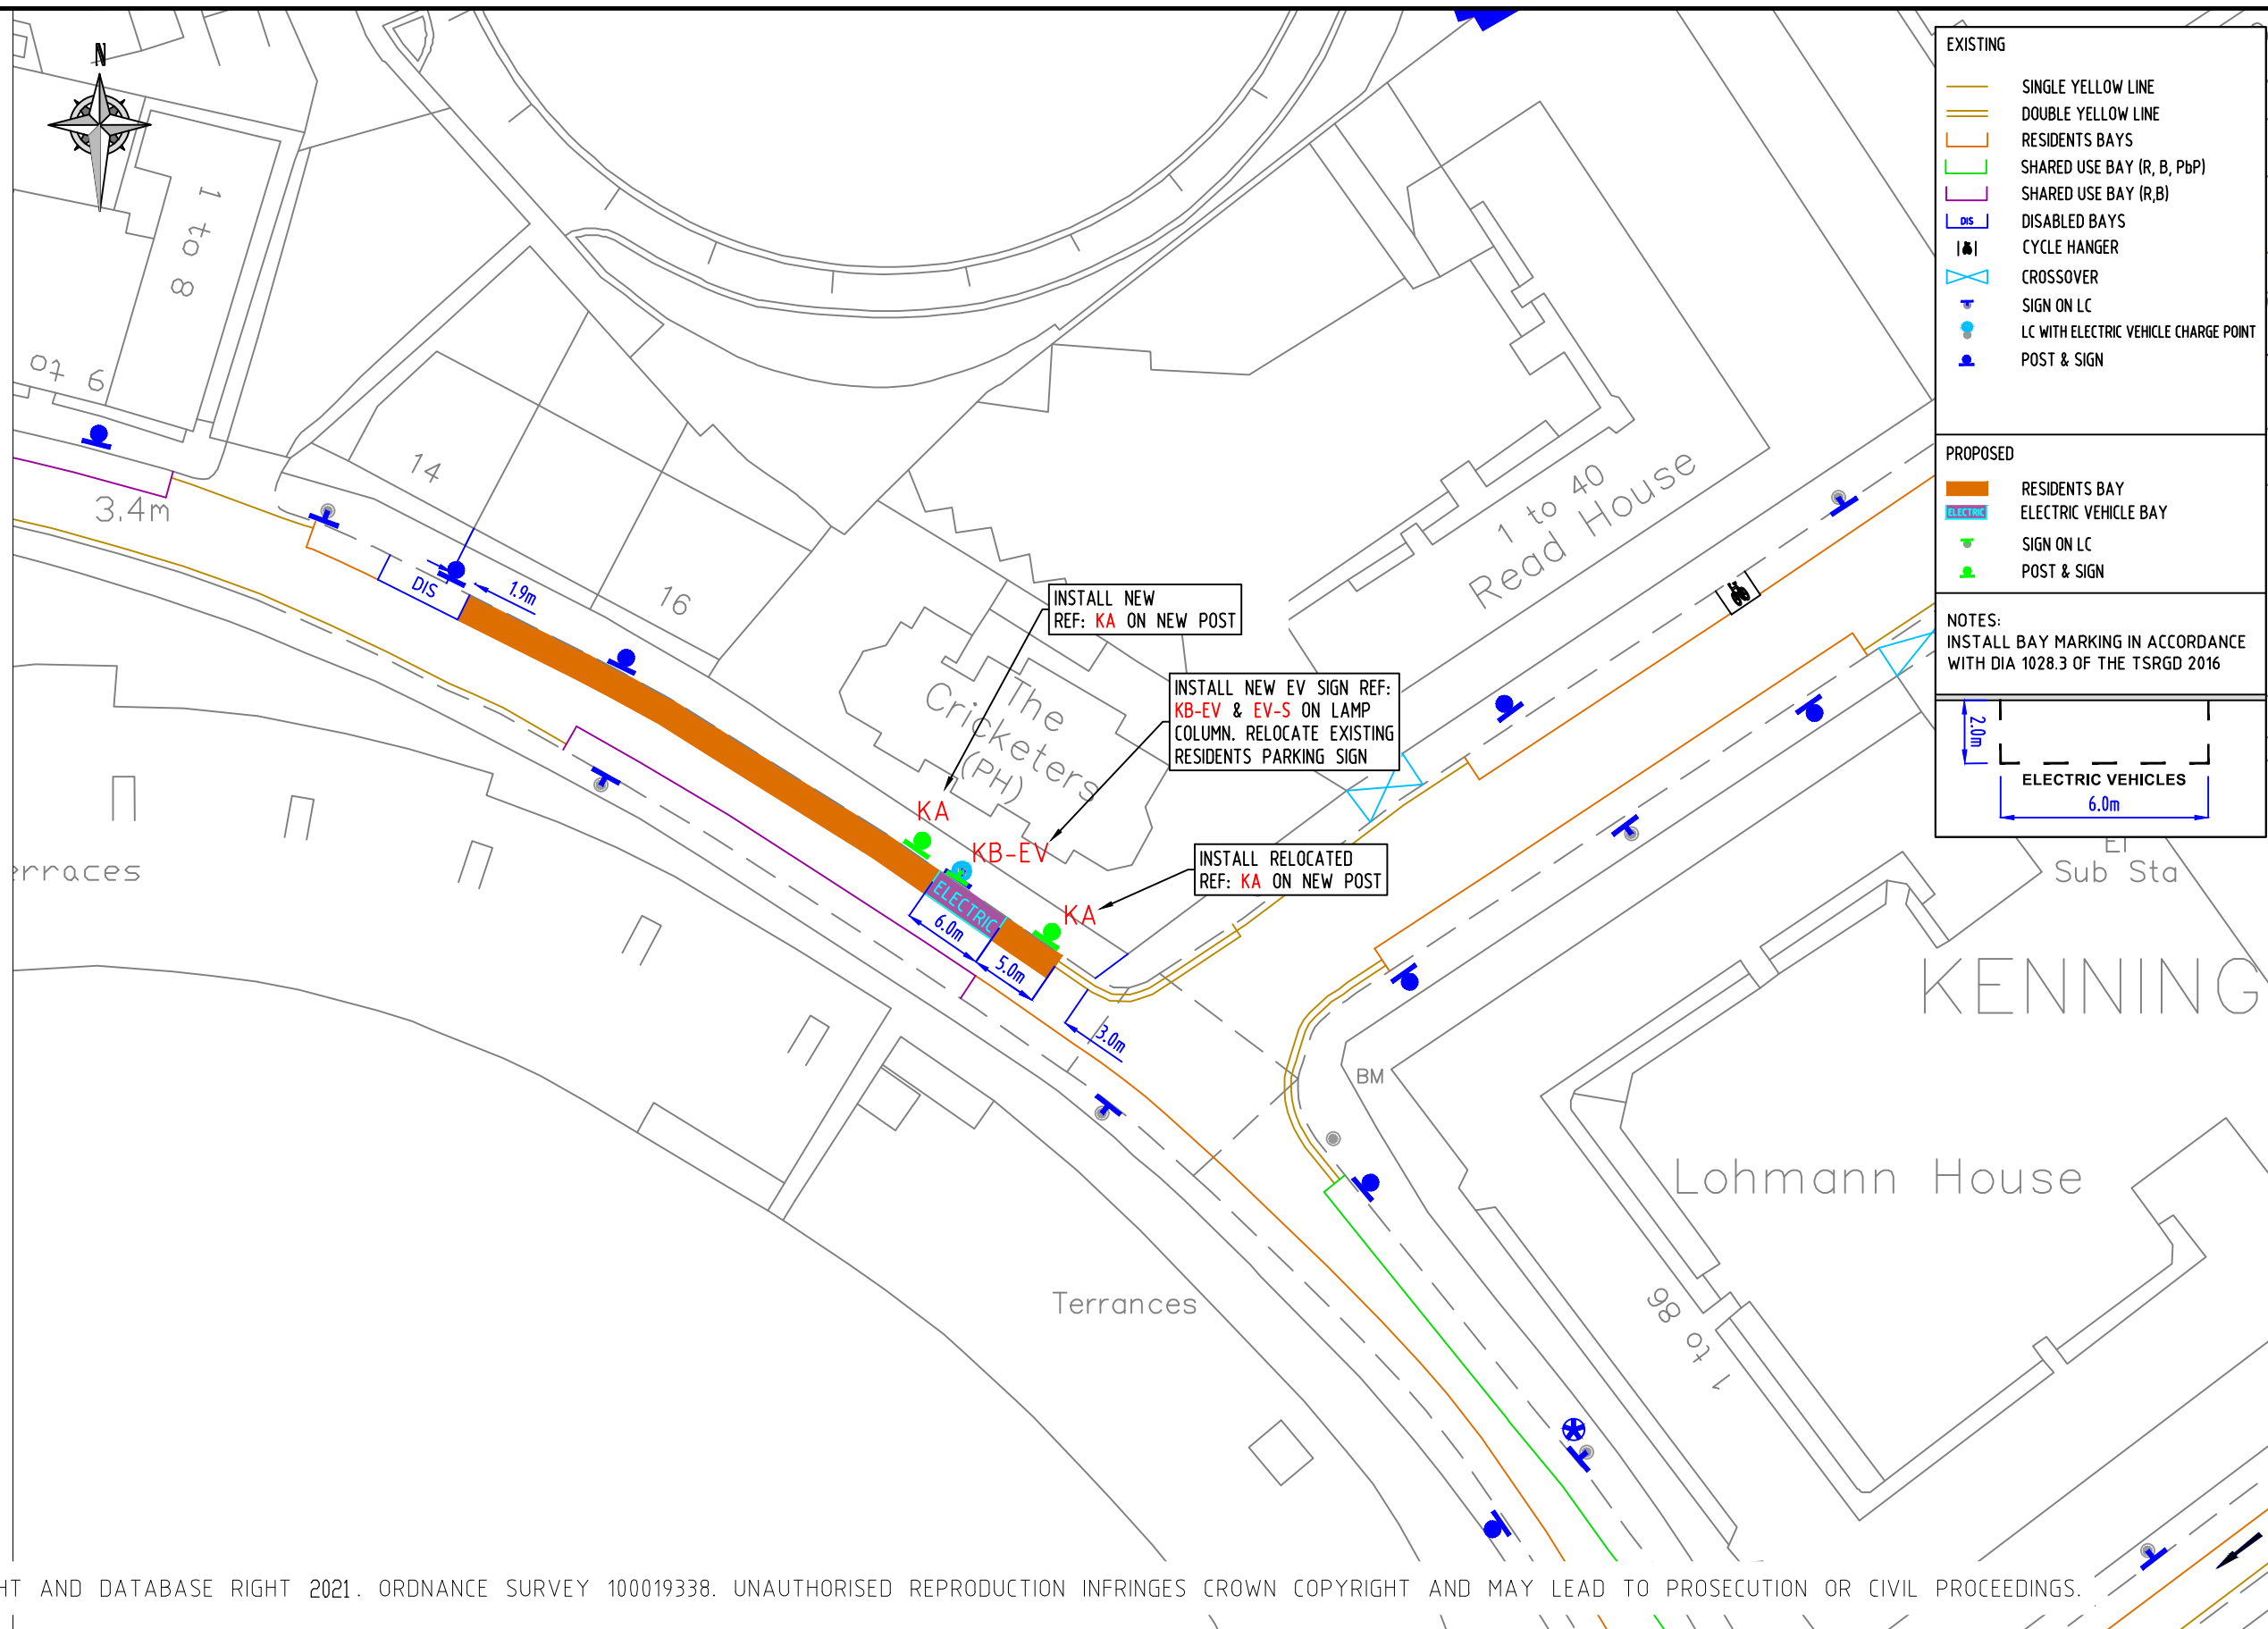 N
1 to 8
9 to
3.4m
14
16
DIS
1.9m
1 to 40
Read House
The
Cricketers
(PH)
INSTALL NEW
REF: KA ON NEW POST
INSTALL NEW EV SIGN REF:
KB-EV & EV-S ON LAMP
COLUMN. RELOCATE EXISTING
RESIDENTS PARKING SIGN
INSTALL RELOCATED
REF: KA ON NEW POST
KA
KB-EV
KA
ELECTRIC
6.0m
5.0m
3.0m
erraces
BM
El
Sub Sta
KENNING
Lohmann House
1 to 86
Terrances
EXISTING
SINGLE YELLOW LINE
DOUBLE YELLOW LINE
RESIDENTS BAYS
SHARED USE BAY (R, B, PbP)
SHARED USE BAY (R,B)
DIS DISABLED BAYS
CYCLE HANGER
CROSSOVER
SIGN ON LC
LC WITH ELECTRIC VEHICLE CHARGE POINT
POST & SIGN
PROPOSED
RESIDENTS BAY
ELECTRIC ELECTRIC VEHICLE BAY
SIGN ON LC
POST & SIGN
NOTES:
INSTALL BAY MARKING IN ACCORDANCE
WITH DIA 1028.3 OF THE TSRGD 2016
2.0m
ELECTRIC VEHICLES
6.0m
HT AND DATABASE RIGHT 2021. ORDNANCE SURVEY 100019338. UNAUTHORISED REPRODUCTION INFRINGES CROWN COPYRIGHT AND MAY LEAD TO PROSECUTION OR CIVIL PROCEEDINGS.